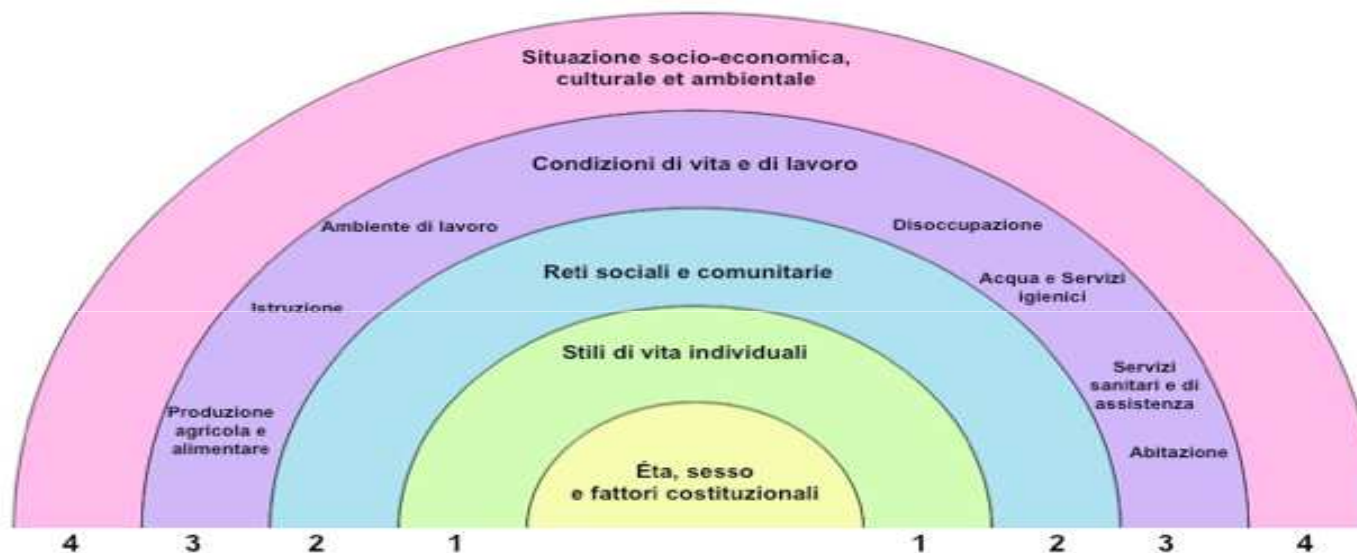 Situazione socio-economica,
culturale et ambientale
Condizioni di vita e di lavoro
Ambiente di lavoro
Disoccupazione
Reti sociali e comunitarie
Acqua e Servizi
igienici
Istruzione
Stili di vita individuali
Servizi
sanitari e di
assistenza
Produzione
agricola e
alimentare
Abitazione
Éta, sesso
e fattori costituzionali
4 3 2 1 1 2 3 4